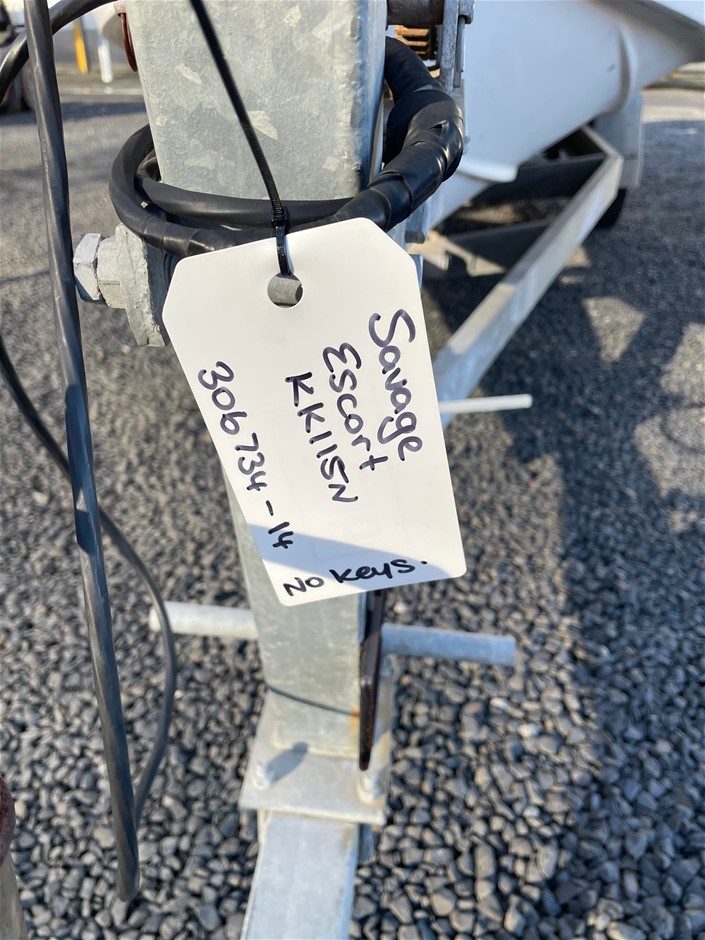 Savage
Escort
KK115N
306734-14
No keys.